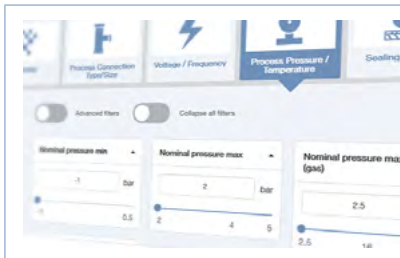 Process Connection
Type/Size
Voltage / Frequency
Process Pressure /
Temperature
Sealing
Advanced filters
Collapse all filters
Nominal pressure min
-1
bar
-1
0.5
Nominal pressure max
2
bar
2
4
5
Nominal pressure max
(gas)
2.5
2.5
16